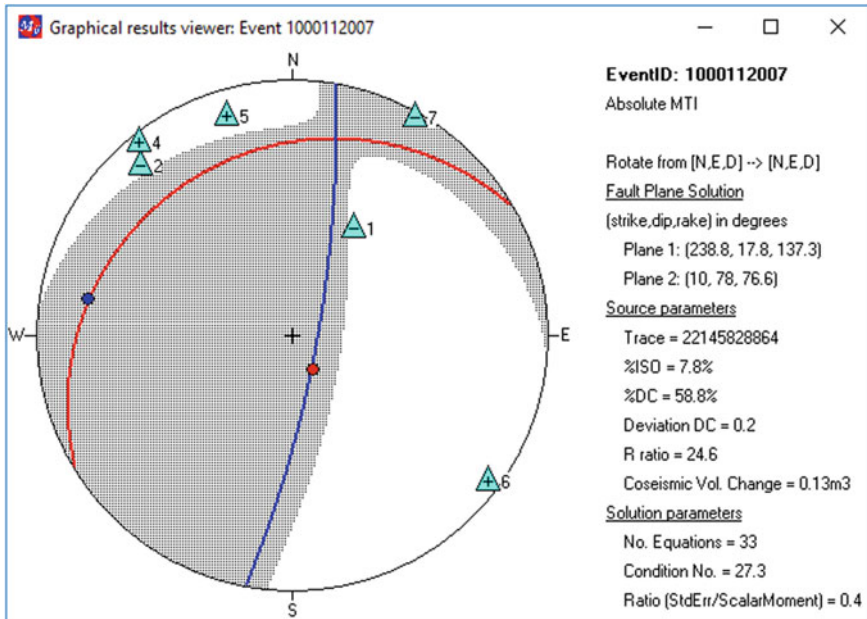 Graphical results viewer: Event 1000112007
N
5
7
4
2
1
W
E
6
S
EventID: 1000112007
Absolute MTI
Rotate from [N,E,D] --> [N,E,D]
Fault Plane Solution
(strike,dip,rake) in degrees
Plane 1: (238.8, 17.8, 137.3)
Plane 2: (10, 78, 76.6)
Source parameters
Trace = 22145828864
%ISO = 7.8%
%DC = 58.8%
Deviation DC = 0.2
R ratio = 24.6
Coseismic Vol. Change = 0.13m3
Solution parameters
No. Equations = 33
Condition No. = 27.3
Ratio (StdErr/ScalarMoment) = 0.4